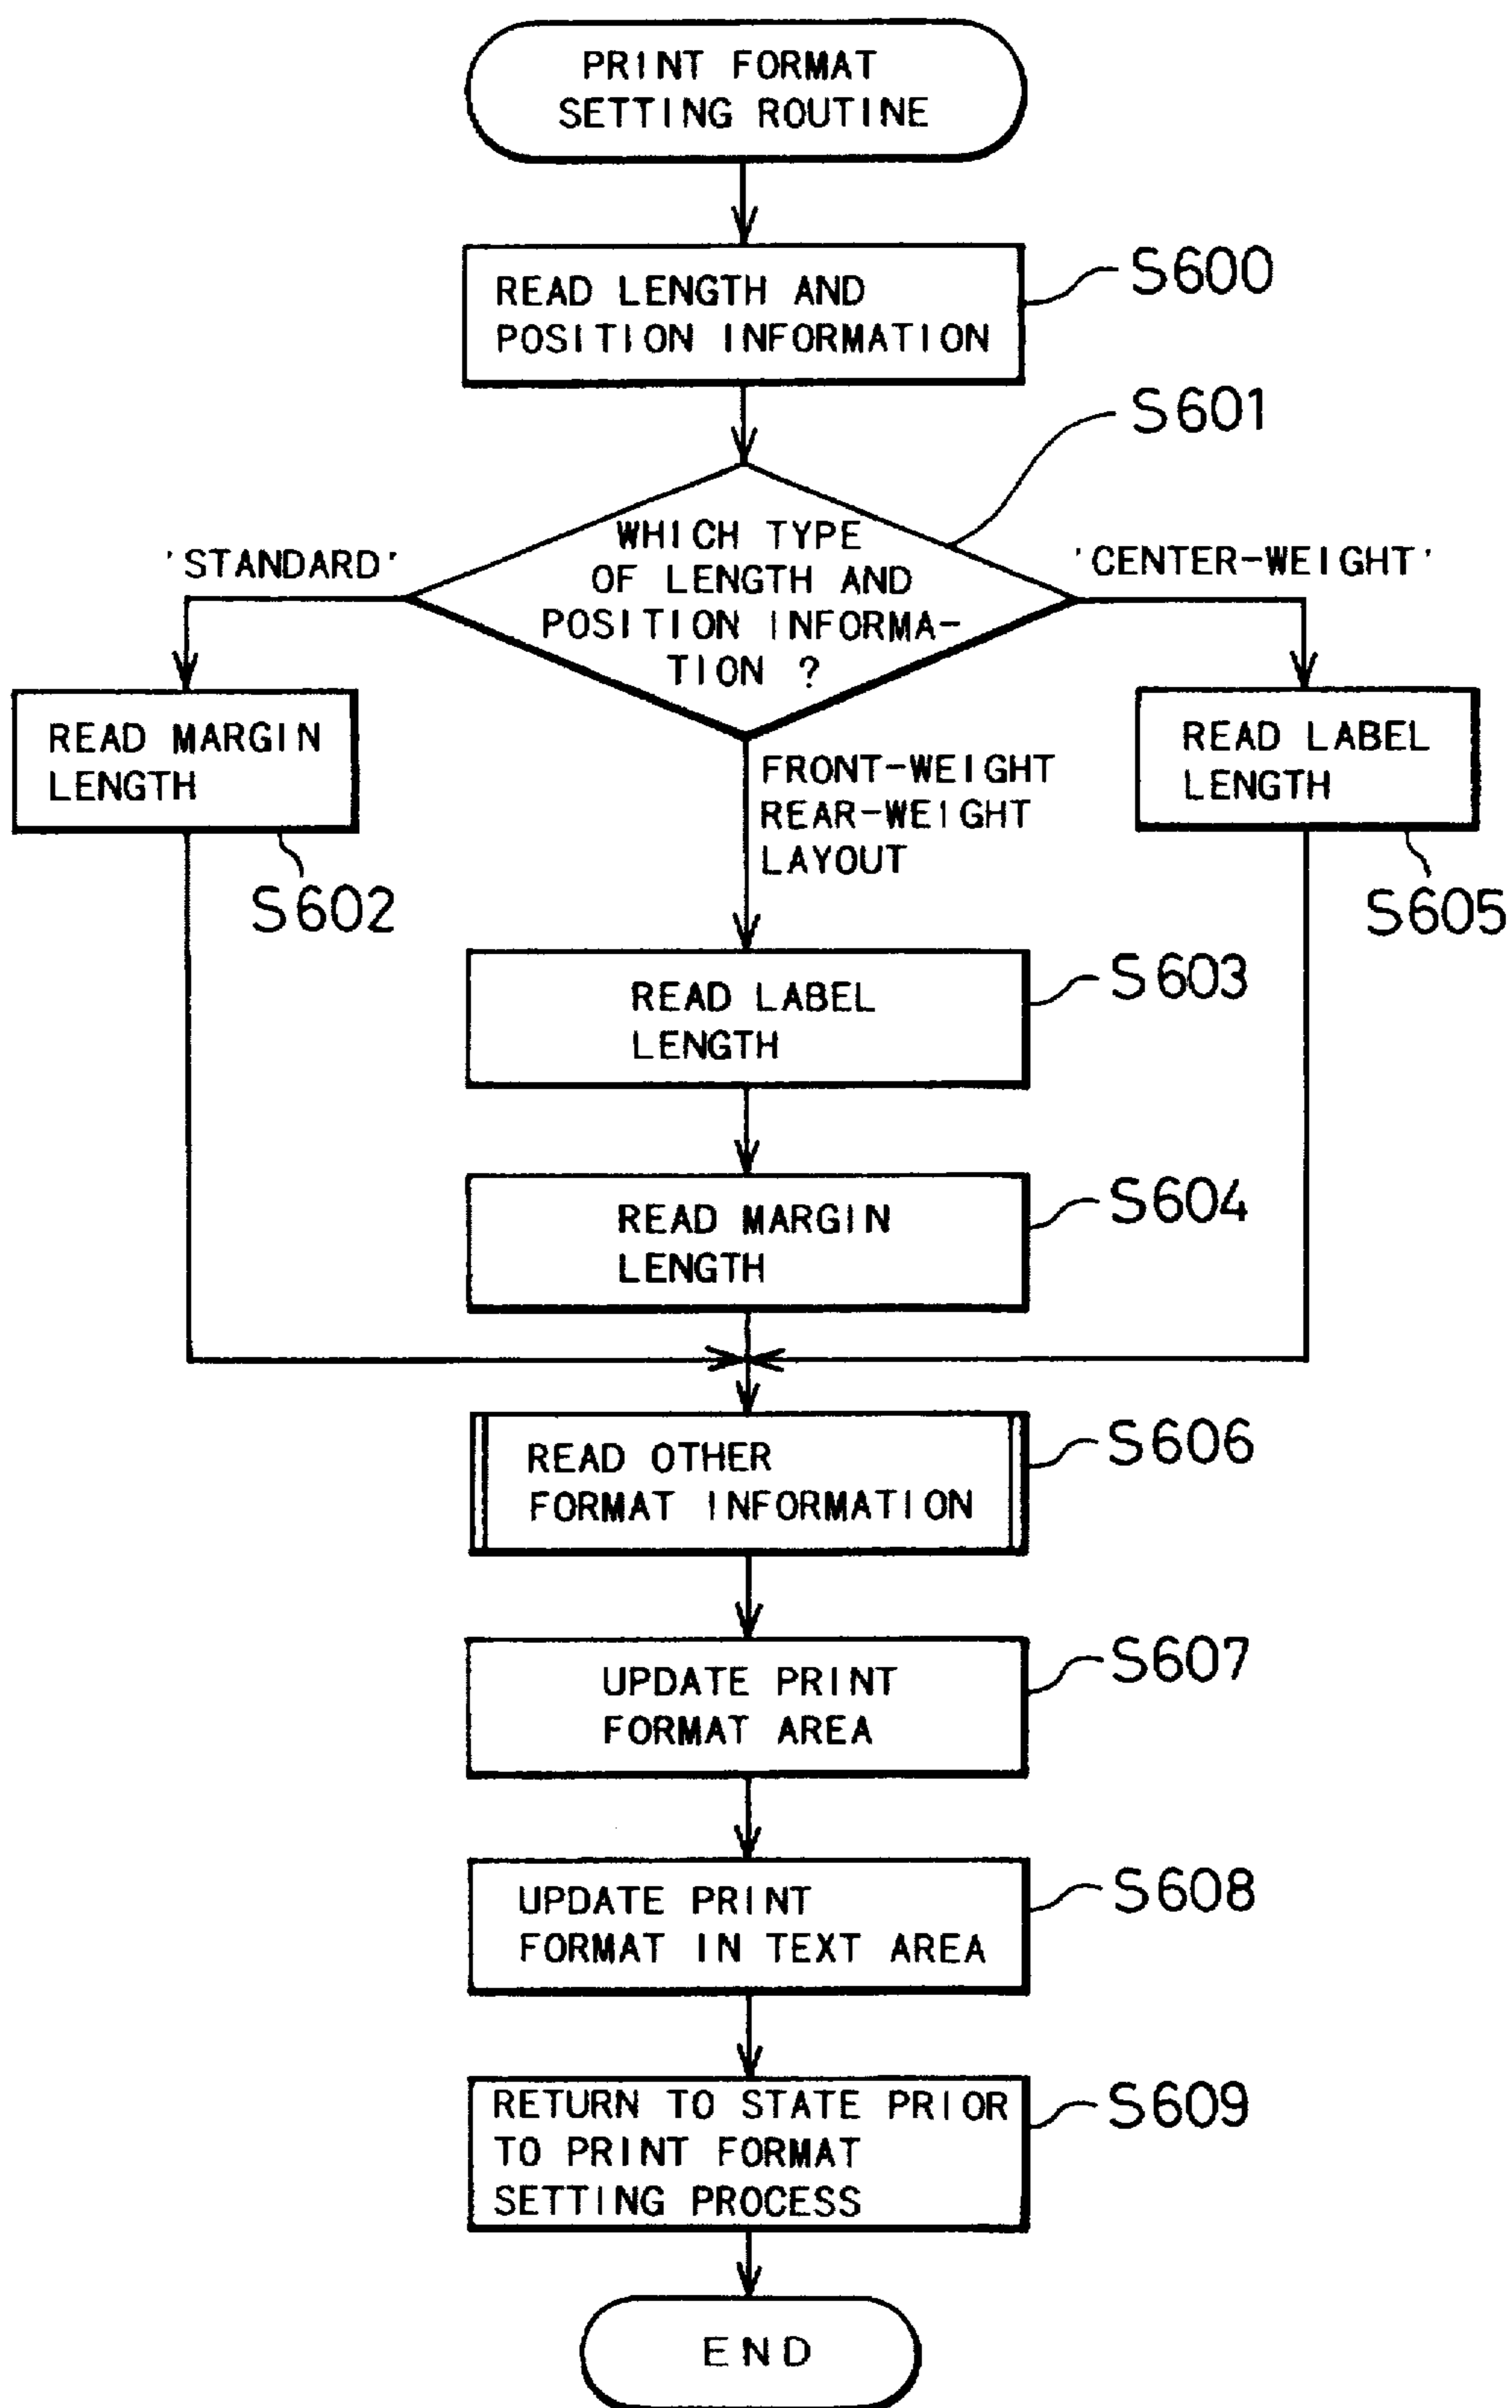 PRINT FORMAT
SETTING ROUTINE
READ LENGTH AND
POSITION INFORMATION
S600
S601
WHICH TYPE
OF LENGTH AND
POSITION INFORMA-
TION ?
'STANDARD'
'CENTER-WEIGHT'
READ MARGIN
LENGTH
S602
FRONT-WEIGHT
REAR-WEIGHT
LAYOUT
READ LABEL
LENGTH
S605
READ LABEL
LENGTH
S603
READ MARGIN
LENGTH
S604
READ OTHER
FORMAT INFORMATION
S606
UPDATE PRINT
FORMAT AREA
S607
UPDATE PRINT
FORMAT IN TEXT AREA
S608
RETURN TO STATE PRIOR
TO PRINT FORMAT
SETTING PROCESS
S609
END